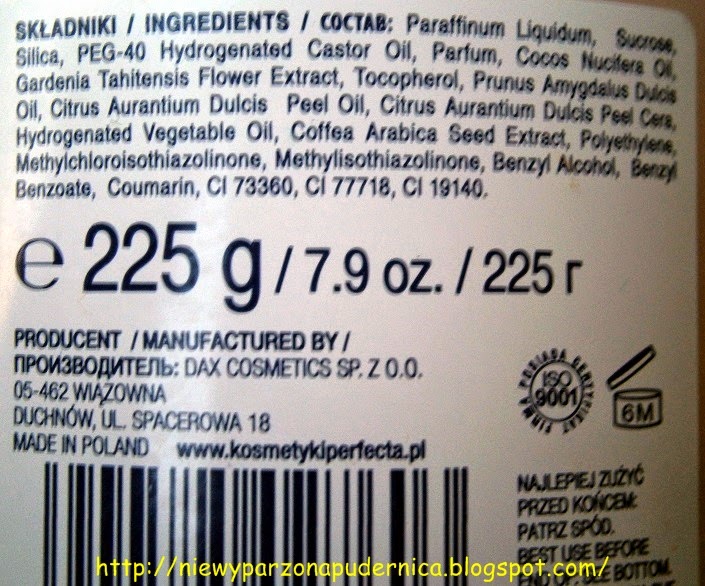 SKŁADNIKI / INGREDIENTS / СОСТАВ: Paraffinum Liquidum, Sucrose,
Silica, PEG-40 Hydrogenated Castor Oil, Parfum, Cocos Nucifera Oil,
Gardenia Tahitensis Flower Extract, Tocopherol, Prunus Amygdalus Dulcis
Oil, Citrus Aurantium Dulcis Peel Oil, Citrus Aurantium Dulcis Peel Cera,
Hydrogenated Vegetable Oil, Coffea Arabica Seed Extract, Polyethylene,
Methylchloroisothiazolinone, Methylisothiazolinone, Benzyl Alcohol, Benzyl
Benzoate, Coumarin, CI 73360, CI 77718, CI 19140.
e 225 g / 7.9 oz. / 225 г
PRODUCENT / MANUFACTURED BY /
ПРОИЗВОДИТЕЛЬ: DAX COSMETICS SP. Z O.O.
05-462 WIĄZOWNA
DUCHNÓW, UL. SPACEROWA 18
MADE IN POLAND www.kosmetykiperfecta.pl
FIRMA POSIADA CERTYFIKAT
ISO
9001
6M
NAJLEPIEJ ZUŻYĆ
PRZED KOŃCEM:
PATRZ SPÓD.
BEST USE BEFORE
BOTTOM.
http://niewyparzonapudernica.blogspot.com/